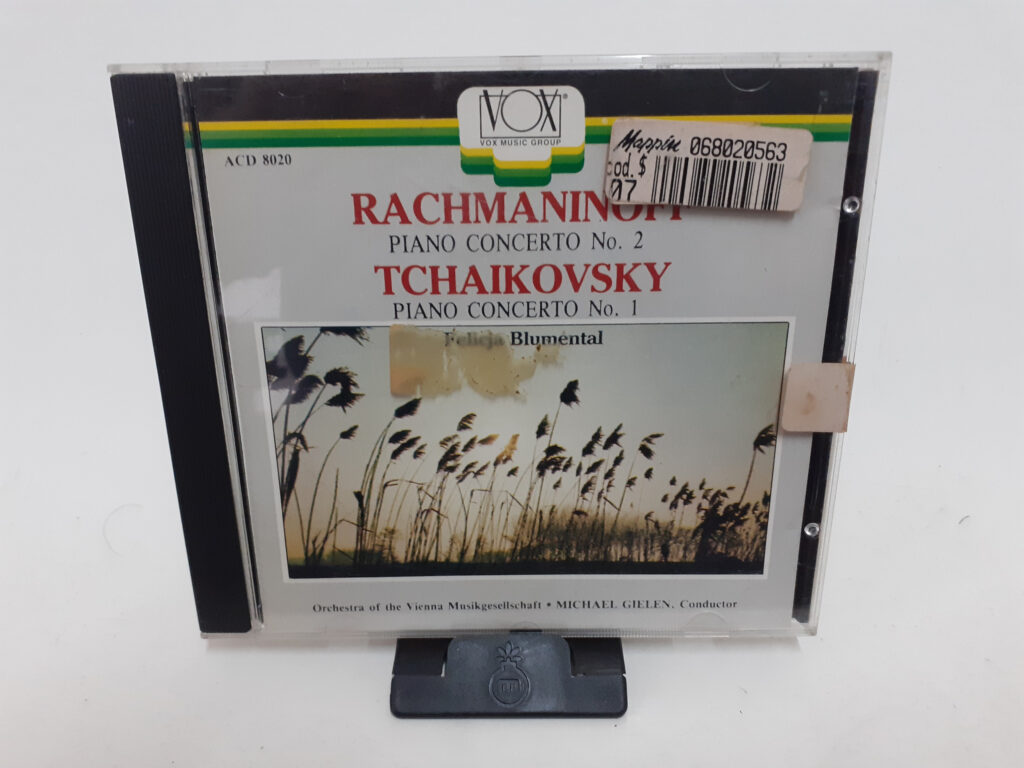 VOX®
VOX MUSIC GROUP
Mappin 068020563
cod. $
07
ACD 8020
RACHMANINOFF
PIANO CONCERTO No. 2
TCHAIKOVSKY
PIANO CONCERTO No. 1
Felicja Blumental
Orchestra of the Vienna Musikgesellschaft • MICHAEL GIELEN, Conductor